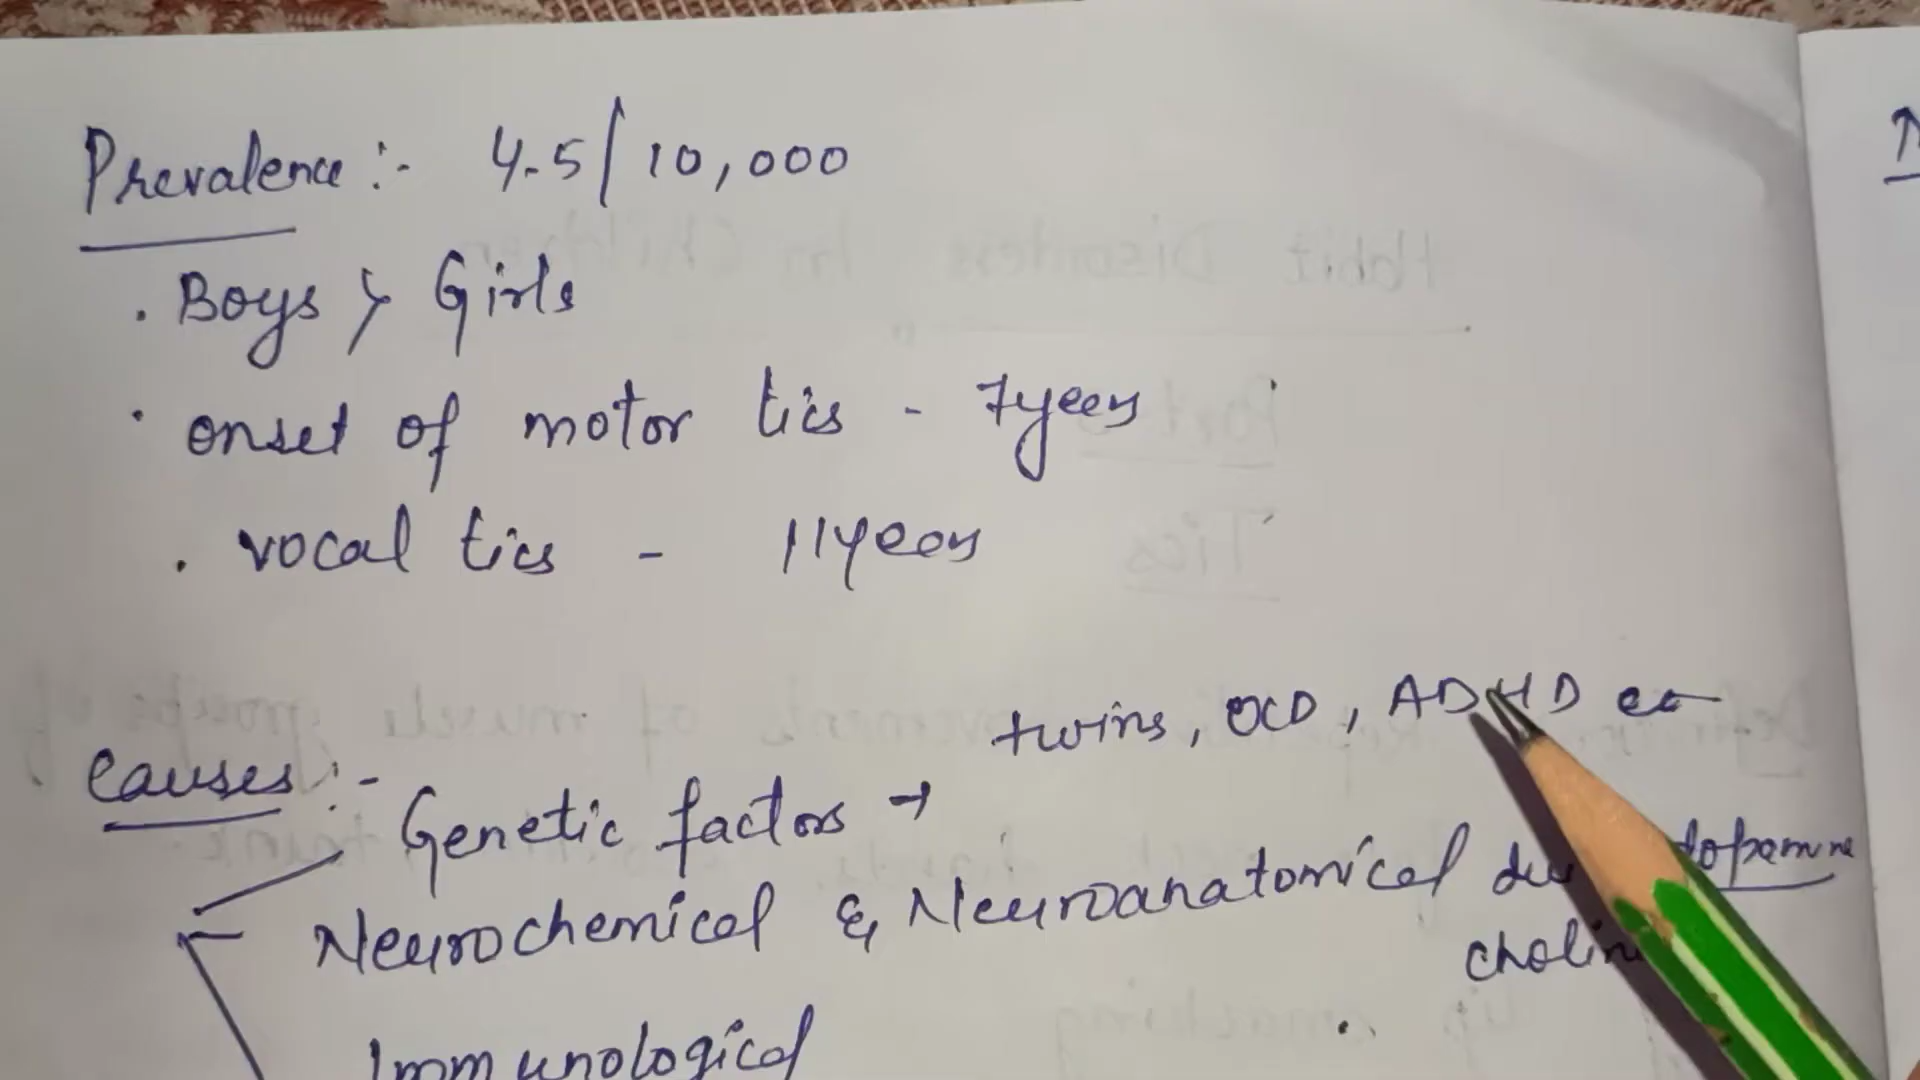 Prevalence :- 4.5/10,000
. Boys > Girls
. onset of motor tics - 7years
. vocal tics - 11years
twins, OCD, ADHD etc
Causes :-
Genetic factors →
Neurochemical & Neuroanatomical dopamine
Immunological